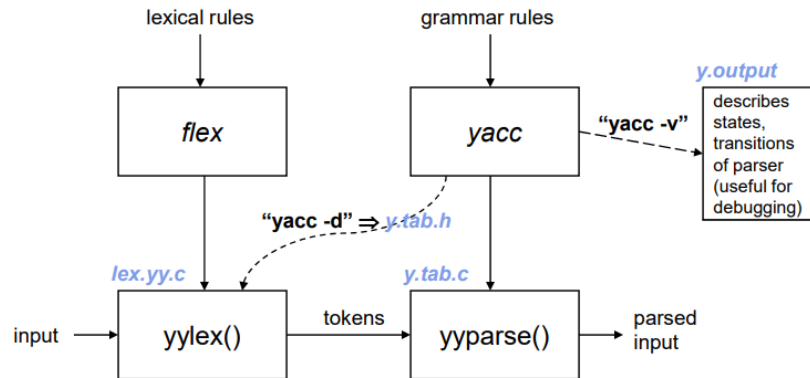 lexical rules
grammar rules
y.output
flex
yacc
“yacc -v”
describes
states,
transitions
of parser
(useful for
debugging)
“yacc -d” ⇒ y.tab.h
lex.yy.c
y.tab.c
input
yylex()
tokens
yyparse()
parsed
input